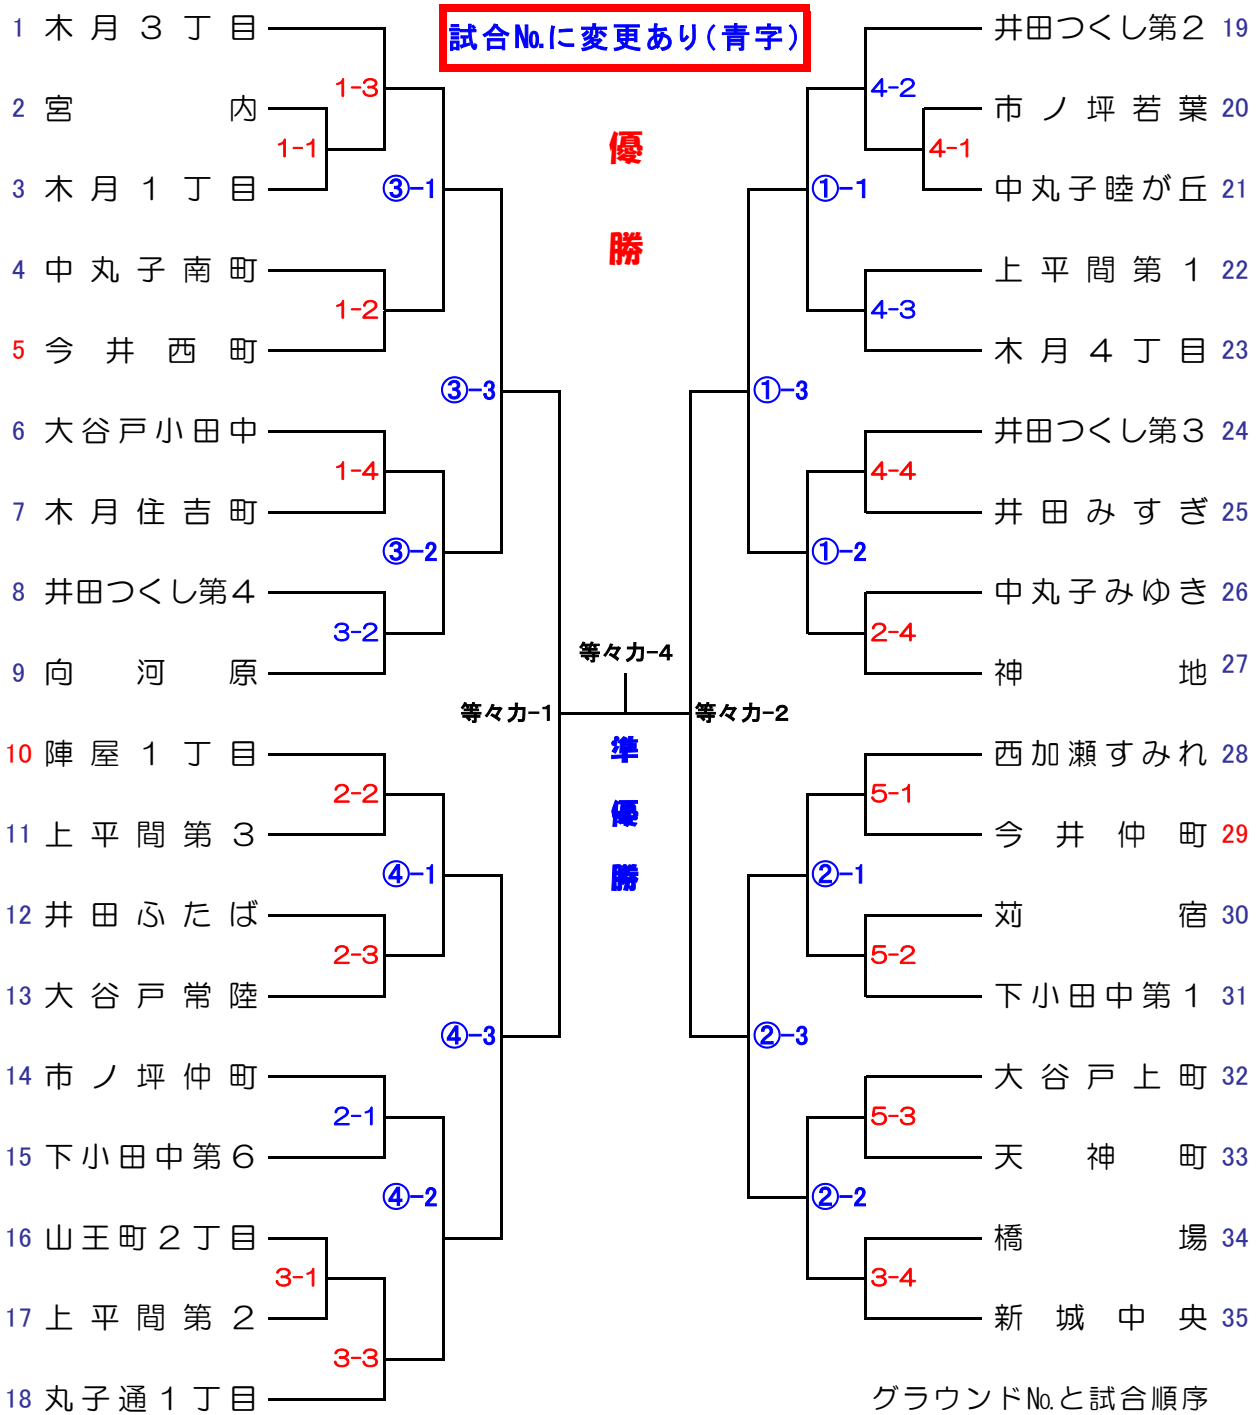 試合№に変更あり(青字)
優
勝
1 木月３丁目
2 宮内
3 木月１丁目
4 中丸子南町
5 今井西町
6 大谷戸小田中
7 木月住吉町
8 井田つくし第４
9 向河原
10 陣屋１丁目
11 上平間第３
12 井田ふたば
13 大谷戸常陸
14 市ノ坪仲町
15 下小田中第６
16 山王町２丁目
17 上平間第２
18 丸子通１丁目
1-3
1-1
③-1
1-2
③-3
1-4
③-2
3-2
等々力-1
2-2
④-1
2-3
④-3
2-1
④-2
3-1
3-3
等々力-4
準
優
勝
等々力-2
4-2
4-1
①-1
4-3
①-3
4-4
①-2
2-4
5-1
②-1
5-2
②-3
5-3
②-2
3-4
井田つくし第２ 19
市ノ坪若葉 20
中丸子睦が丘 21
上平間第１ 22
木月４丁目 23
井田つくし第３ 24
井田みすぎ 25
中丸子みゆき 26
神地 27
西加瀬すみれ 28
今井仲町 29
苅宿 30
下小田中第１ 31
大谷戸上町 32
天神町 33
橋場 34
新城中央 35
グラウンド№と試合順序